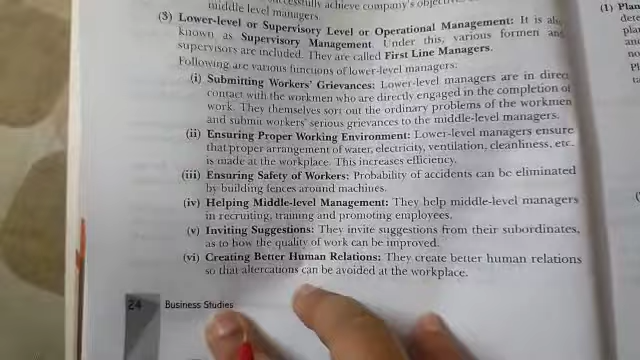 successfully achieve company's
middle level managers.
(3) Lower-level or Supervisory Level or Operational Management: It is also
known as Supervisory Management. Under this, various formen and
supervisors are included. They are called First Line Managers.
Following are various functions of lower-level managers:
(i) Submitting Workers' Grievances: Lower-level managers are in direct
contact with the workmen who are directly engaged in the completion of
work. They themselves sort out the ordinary problems of the workmen
and submit workers' serious grievances to the middle-level managers.
(ii) Ensuring Proper Working Environment: Lower-level managers ensure
that proper arrangement of water, electricity, ventilation, cleanliness, etc.
is made at the workplace. This increases efficiency.
(iii) Ensuring Safety of Workers: Probability of accidents can be eliminated
by building fences around machines.
(iv) Helping Middle-level Management: They help middle-level managers
in recruiting, training and promoting employees.
(v) Inviting Suggestions: They invite suggestions from their subordinates,
as to how the quality of work can be improved.
(vi) Creating Better Human Relations: They create better human relations
so that altercations can be avoided at the workplace.
24 Business Studies
(1) Plan